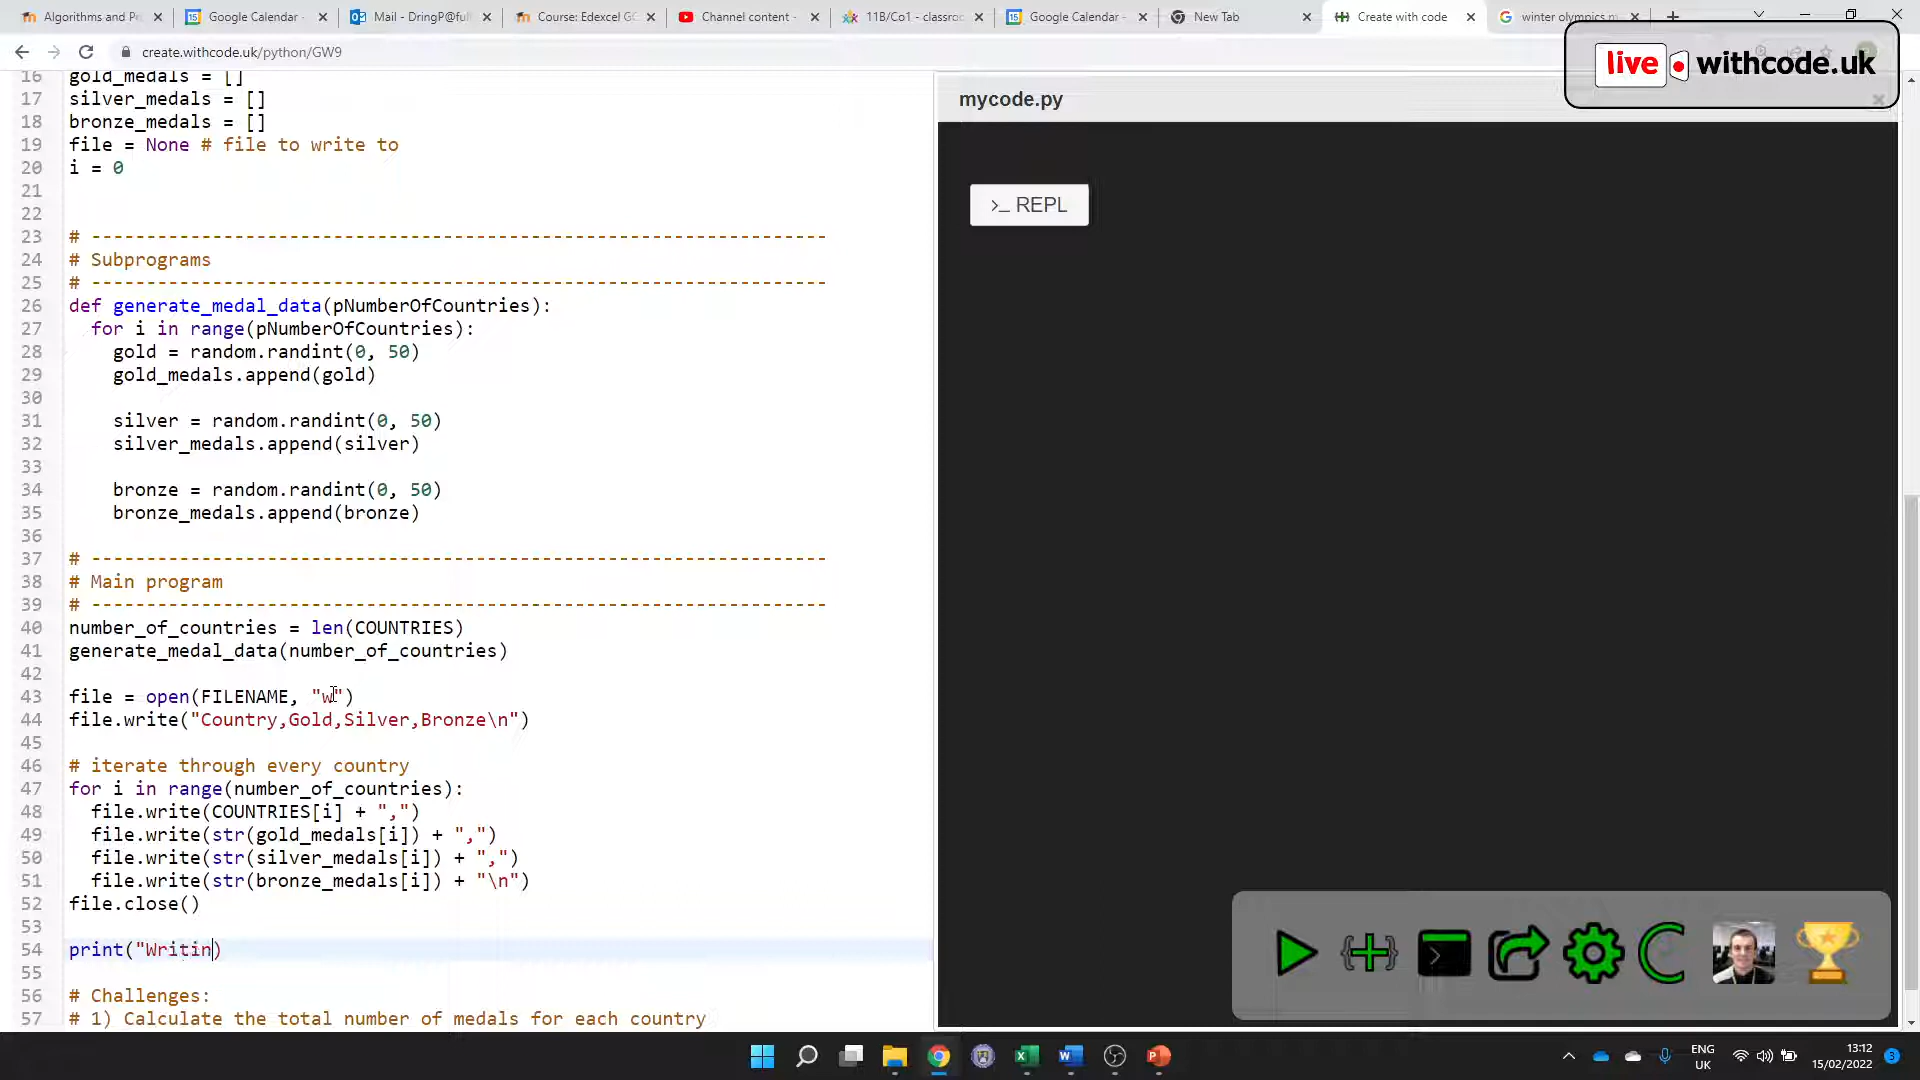 Algorithms and Pr
Google Calendar -
Mail - DringP@ful
Course: Edexcel GC
Channel content -
11B/Co1 - classroo
Google Calendar -
New Tab
Create with code
winter olympics m
create.withcode.uk/python/GW9
live withcode.uk
16 gold_medals = []
17 silver_medals = []
18 bronze_medals = []
19 file = None # file to write to
20 i = 0
21
22
23 # -------------------------------------------------------------------
24 # Subprograms
25 # -------------------------------------------------------------------
26 def generate_medal_data(pNumberOfCountries):
27   for i in range(pNumberOfCountries):
28     gold = random.randint(0, 50)
29     gold_medals.append(gold)
30
31     silver = random.randint(0, 50)
32     silver_medals.append(silver)
33
34     bronze = random.randint(0, 50)
35     bronze_medals.append(bronze)
36
37 # -------------------------------------------------------------------
38 # Main program
39 # -------------------------------------------------------------------
40 number_of_countries = len(COUNTRIES)
41 generate_medal_data(number_of_countries)
42
43 file = open(FILENAME, "w")
44 file.write("Country,Gold,Silver,Bronze\n")
45
46 # iterate through every country
47 for i in range(number_of_countries):
48   file.write(COUNTRIES[i] + ",")
49   file.write(str(gold_medals[i]) + ",")
50   file.write(str(silver_medals[i]) + ",")
51   file.write(str(bronze_medals[i]) + "\n")
52 file.close()
53
54 print("Writin)
55
56 # Challenges:
57 # 1) Calculate the total number of medals for each country
mycode.py
>_ REPL
ENG
UK
13:12
15/02/2022
3